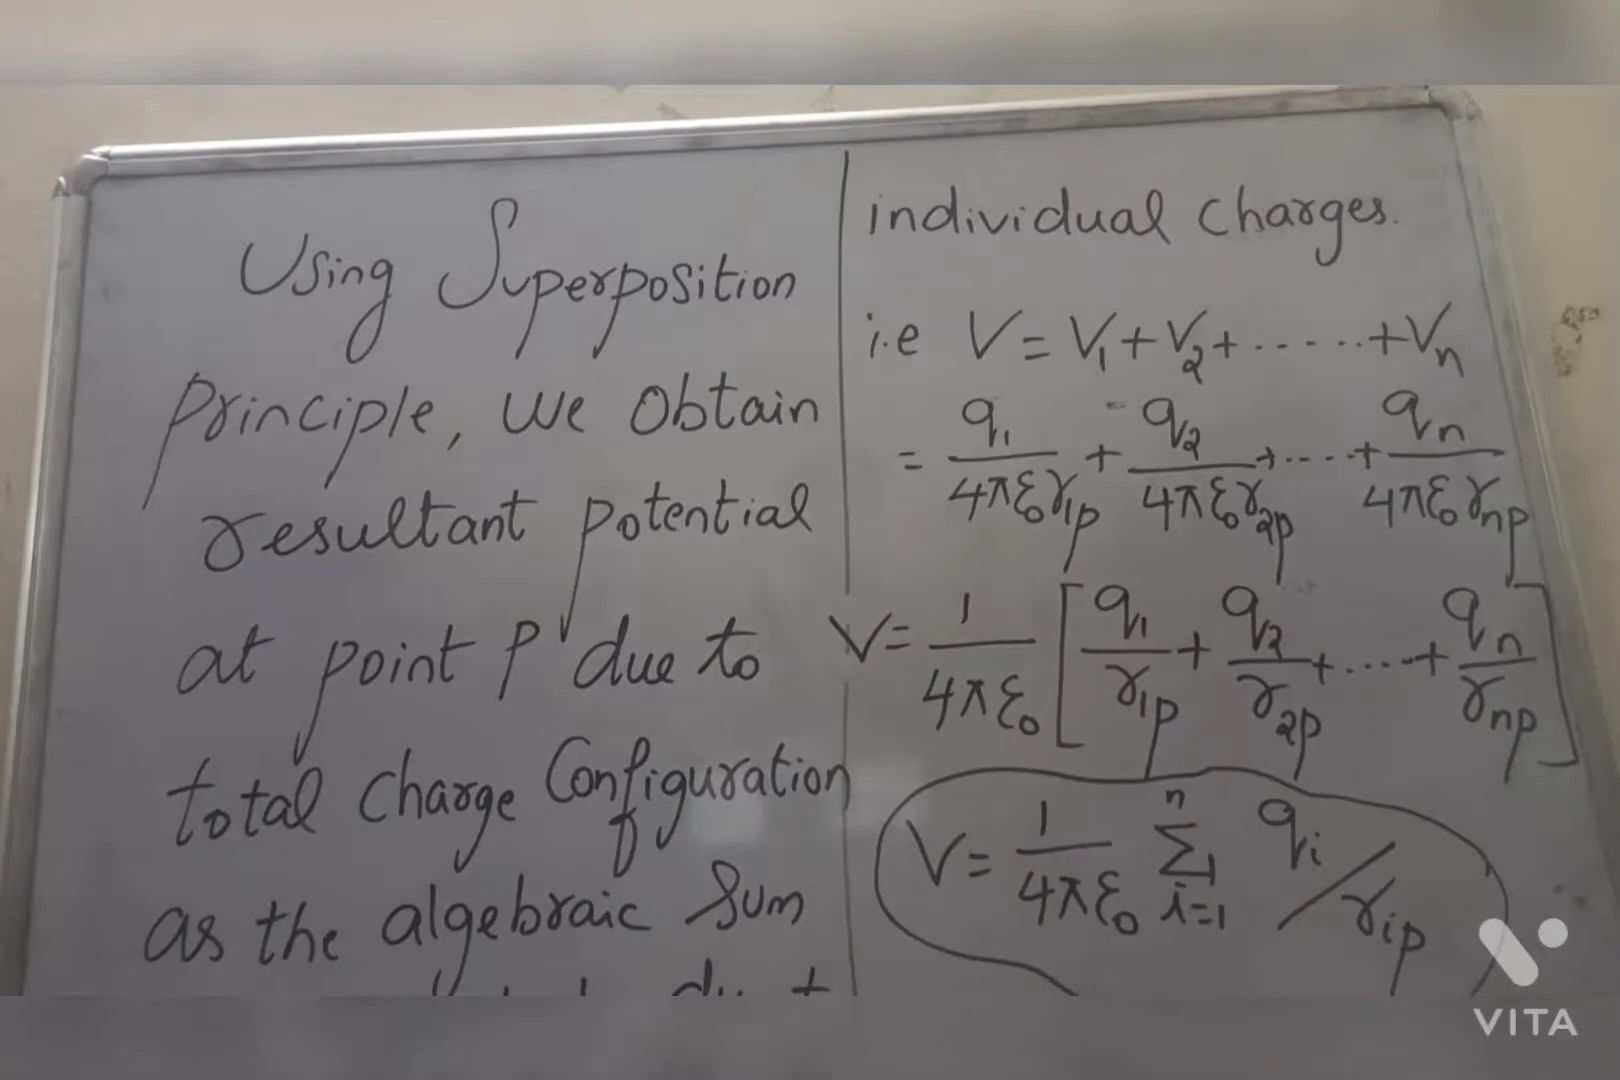 Using Superposition
principle, we obtain
resultant potential
at point P due to
total charge configuration
as the algebraic sum
individual charges.
i.e V = V₁ + V₂ + ...... + Vₙ
= q₁/4πε₀r₁p + q₂/4πε₀r₂p + .... + qₙ/4πε₀rₙp
V = 1/4πε₀ [q₁/r₁p + q₂/r₂p + ..... + qₙ/rₙp]
V = 1/4πε₀ Σⁿᵢ₌₁ qᵢ/rᵢp
VITA